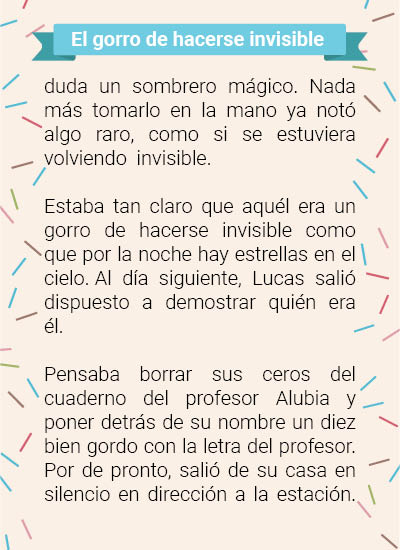 El gorro de hacerse invisible
duda un sombrero mágico. Nada
más tomarlo en la mano ya notó
algo raro, como si se estuviera
volviendo invisible.
Estaba tan claro que aquél era un
gorro de hacerse invisible como
que por la noche hay estrellas en el
cielo. Al día siguiente, Lucas salió
dispuesto a demostrar quién era
él.
Pensaba borrar sus ceros del
cuaderno del profesor Alubia y
poner detrás de su nombre un diez
bien gordo con la letra del profesor.
Por de pronto, salió de su casa en
silencio en dirección a la estación.